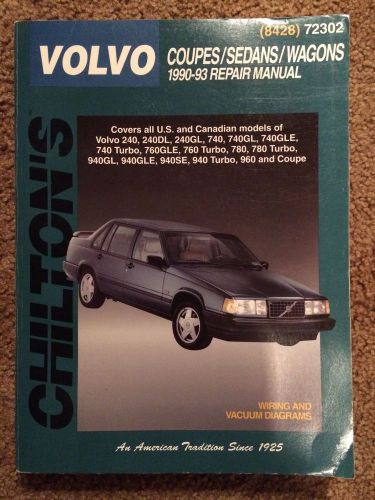 (8428) 72302
VOLVO
COUPES/SEDANS/WAGONS
1990-93 REPAIR MANUAL
Covers all U.S. and Canadian models of
Volvo 240, 240DL, 240GL, 740, 740GL, 740GLE,
740 Turbo, 760GLE, 760 Turbo, 780, 780 Turbo,
940GL, 940GLE, 940SE, 940 Turbo, 960 and Coupe
CHILTON'S
WIRING AND
VACUUM DIAGRAMS
An American Tradition Since 1925